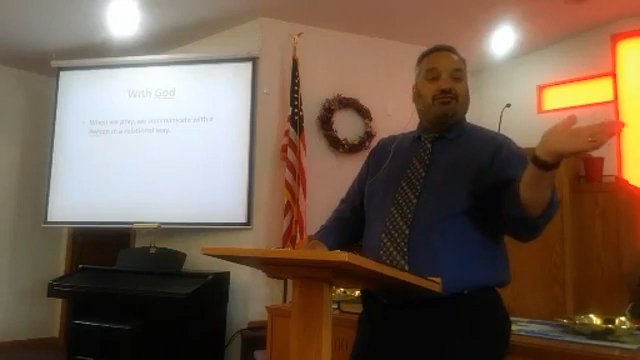 With God
• When we pray, we communicate with a
person in a relational way.